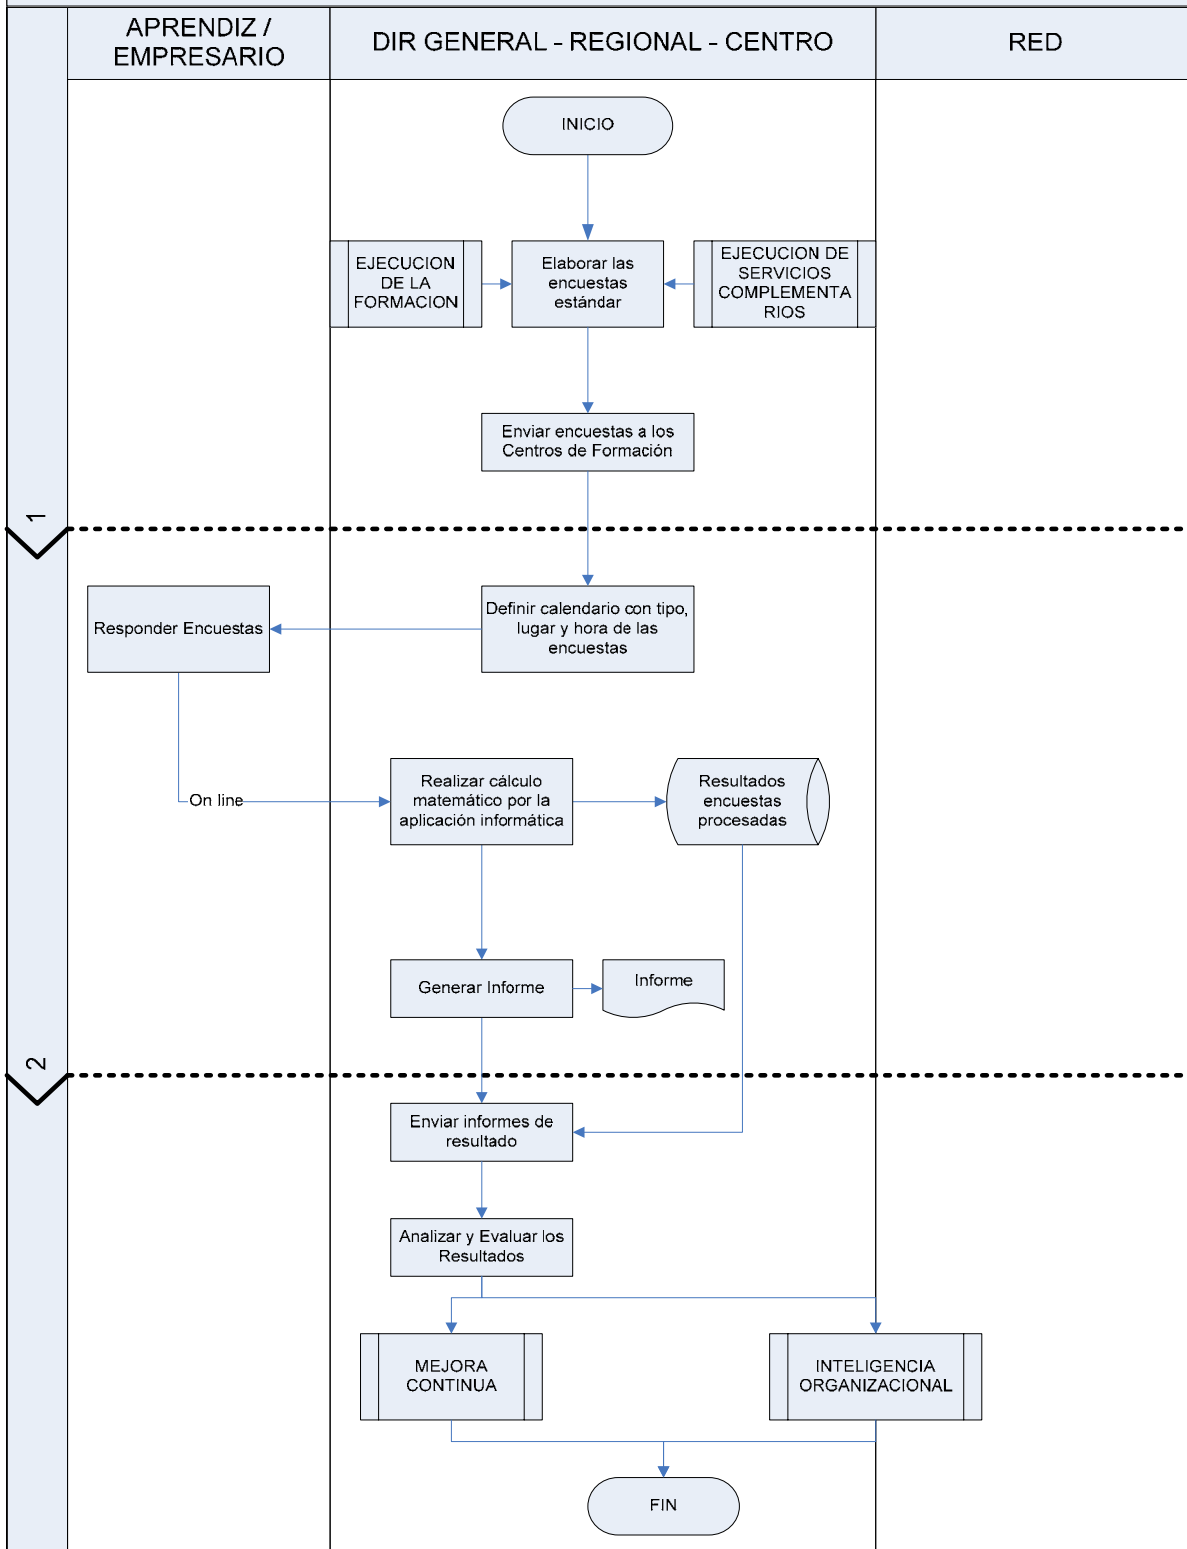 APRENDIZ /
EMPRESARIO
DIR GENERAL - REGIONAL - CENTRO
RED
INICIO
EJECUCION
DE LA
FORMACION
Elaborar las
encuestas
estándar
EJECUCION DE
SERVICIOS
COMPLEMENTA
RIOS
Enviar encuestas a los
Centros de Formación
1
Responder Encuestas
Definir calendario con tipo,
lugar y hora de las
encuestas
On line
Realizar cálculo
matemático por la
aplicación informática
Resultados
encuestas
procesadas
Generar Informe
Informe
2
Enviar informes de
resultado
Analizar y Evaluar los
Resultados
MEJORA
CONTINUA
INTELIGENCIA
ORGANIZACIONAL
FIN